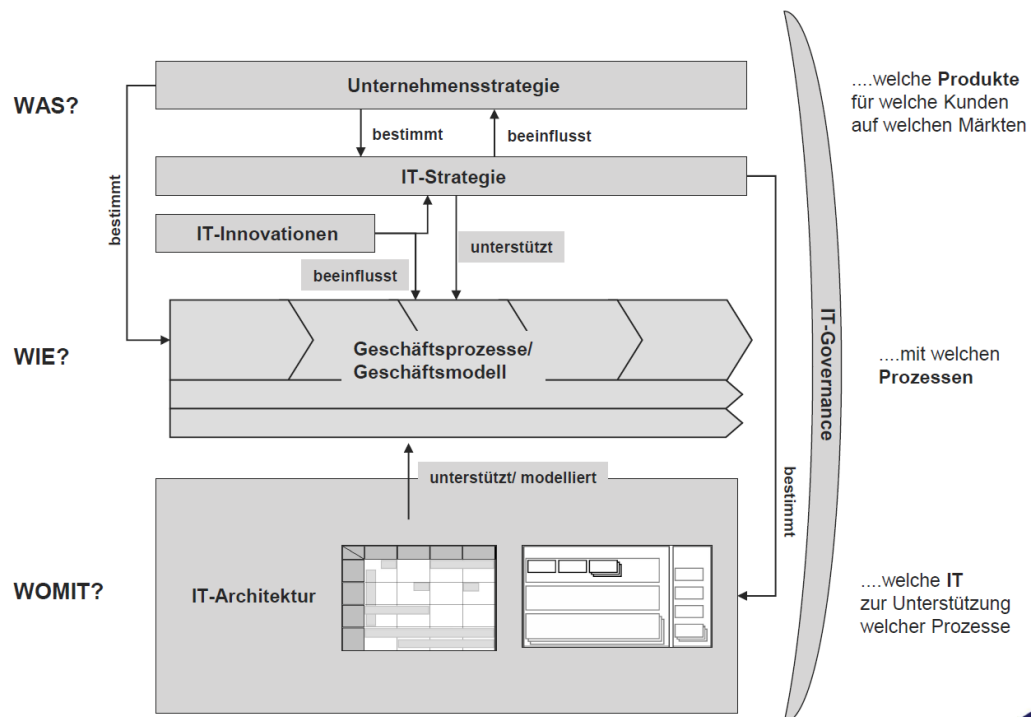 Unternehmensstrategie
WAS?
....welche Produkte
für welche Kunden
auf welchen Märkten
bestimmt
beeinflusst
IT-Strategie
bestimmt
IT-Innovationen
unterstützt
beeinflusst
WIE?
Geschäftsprozesse/
Geschäftsmodell
IT-Governance
....mit welchen
Prozessen
unterstützt/ modelliert
bestimmt
WOMIT?
IT-Architektur
....welche IT
zur Unterstützung
welcher Prozesse